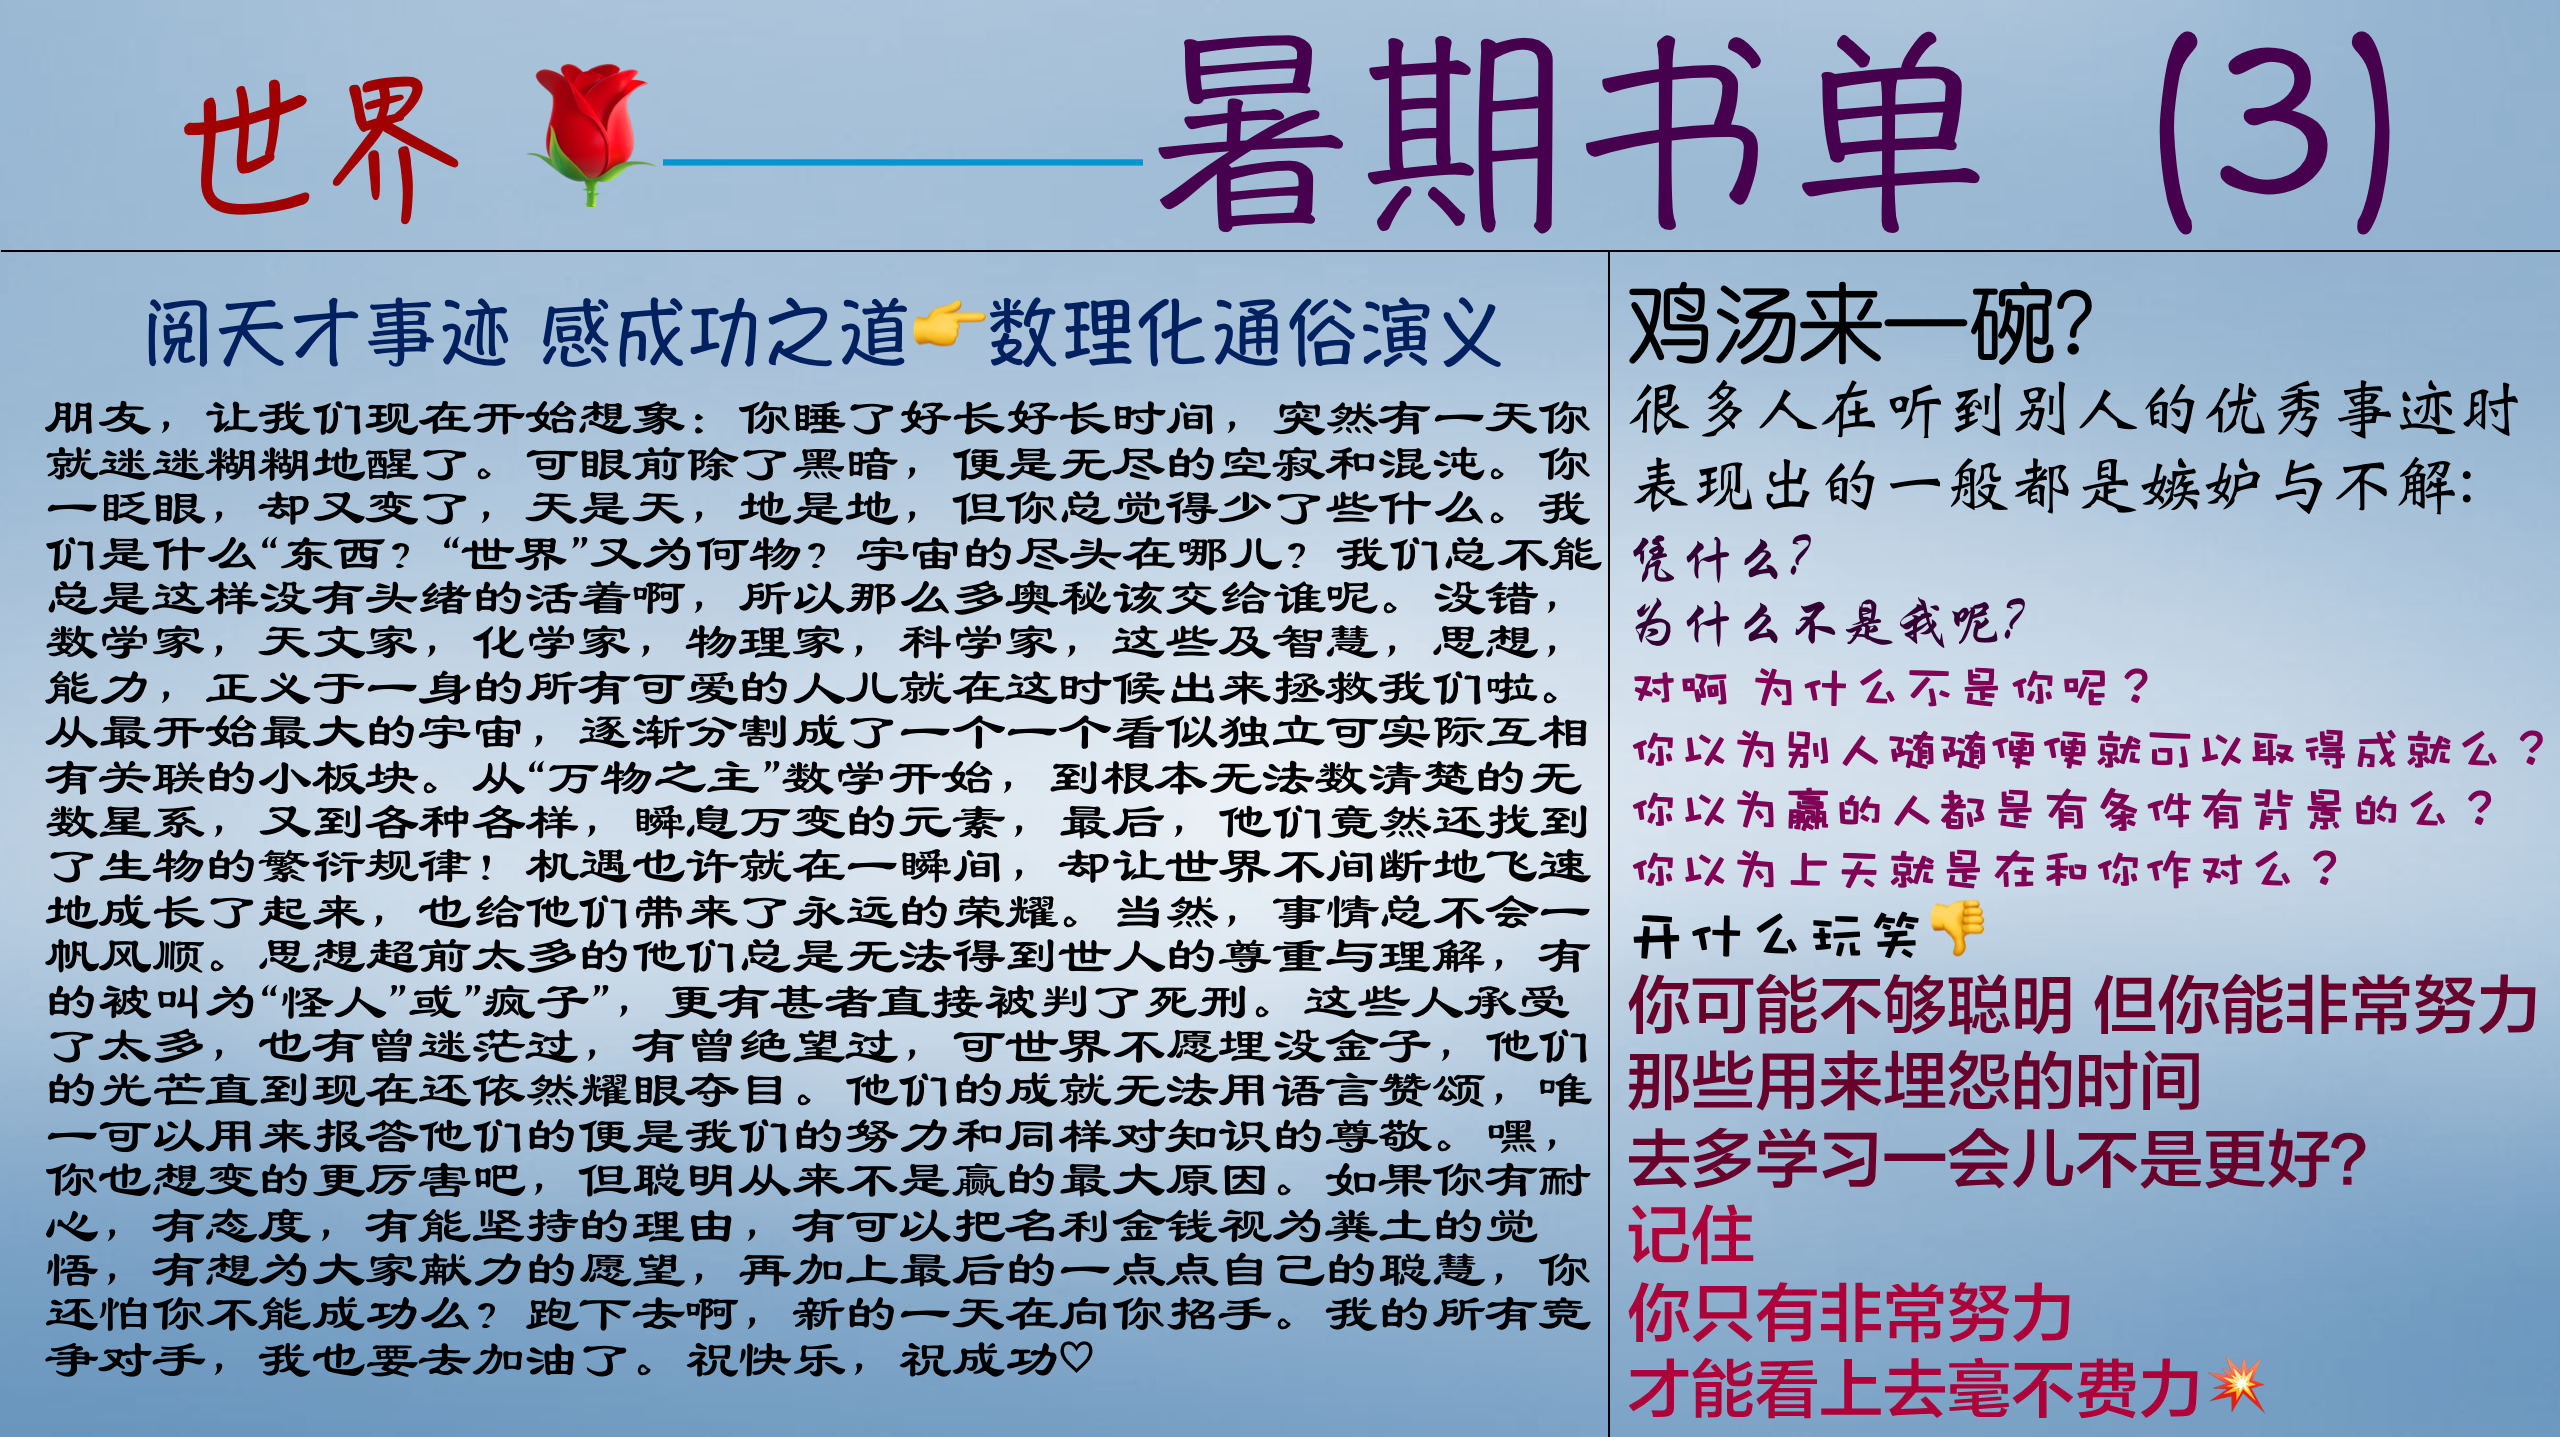 世界🌹————暑期书单 (3)
阅天才事迹 感成功之道👉数理化通俗演义
朋友，让我们现在开始想象：你睡了好长好长时间，突然有一天你
就迷迷糊糊地醒了。可眼前除了黑暗，便是无尽的空寂和混沌。你
一眨眼，却又变了，天是天，地是地，但你总觉得少了些什么。我
们是什么“东西？“世界”又为何物？宇宙的尽头在哪儿？我们总不能
总是这样没有头绪的活着啊，所以那么多奥秘该交给谁呢。没错，
数学家，天文家，化学家，物理家，科学家，这些及智慧，思想，
能力，正义于一身的所有可爱的人儿就在这时候出来拯救我们啦。
从最开始最大的宇宙，逐渐分割成了一个一个看似独立可实际互相
有关联的小板块。从“万物之主”数学开始，到根本无法数清楚的无
数星系，又到各种各样，瞬息万变的元素，最后，他们竟然还找到
了生物的繁衍规律！机遇也许就在一瞬间，却让世界不间断地飞速
地成长了起来，也给他们带来了永远的荣耀。当然，事情总不会一
帆风顺。思想超前太多的他们总是无法得到世人的尊重与理解，有
的被叫为“怪人”或”疯子”，更有甚者直接被判了死刑。这些人承受
了太多，也有曾迷茫过，有曾绝望过，可世界不愿埋没金子，他们
的光芒直到现在还依然耀眼夺目。他们的成就无法用语言赞颂，唯
一可以用来报答他们的便是我们的努力和同样对知识的尊敬。嘿，
你也想变的更厉害吧，但聪明从来不是赢的最大原因。如果你有耐
心，有态度，有能坚持的理由，有可以把名利金钱视为粪土的觉
悟，有想为大家献力的愿望，再加上最后的一点点自己的聪慧，你
还怕你不能成功么？跑下去啊，新的一天在向你招手。我的所有竞
争对手，我也要去加油了。祝快乐，祝成功♡
鸡汤来一碗?
很多人在听到别人的优秀事迹时
表现出的一般都是嫉妒与不解:
凭什么?
为什么不是我呢?
对啊 为什么不是你呢？
你以为别人随随便便就可以取得成就么？
你以为赢的人都是有条件有背景的么？
你以为上天就是在和你作对么？
开什么玩笑👎
你可能不够聪明 但你能非常努力
那些用来埋怨的时间
去多学习一会儿不是更好?
记住
你只有非常努力
才能看上去毫不费力💥